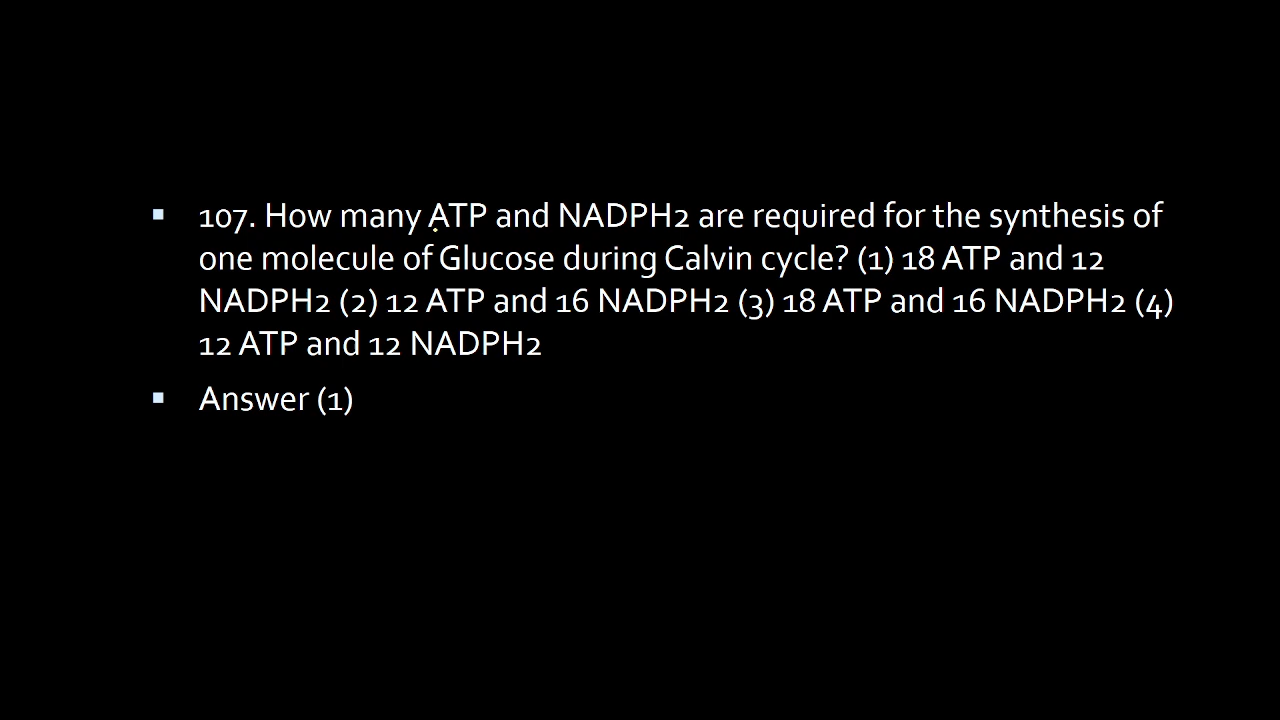 107. How many ATP and NADPH2 are required for the synthesis of
one molecule of Glucose during Calvin cycle? (1) 18 ATP and 12
NADPH2 (2) 12 ATP and 16 NADPH2 (3) 18 ATP and 16 NADPH2 (4)
12 ATP and 12 NADPH2
Answer (1)